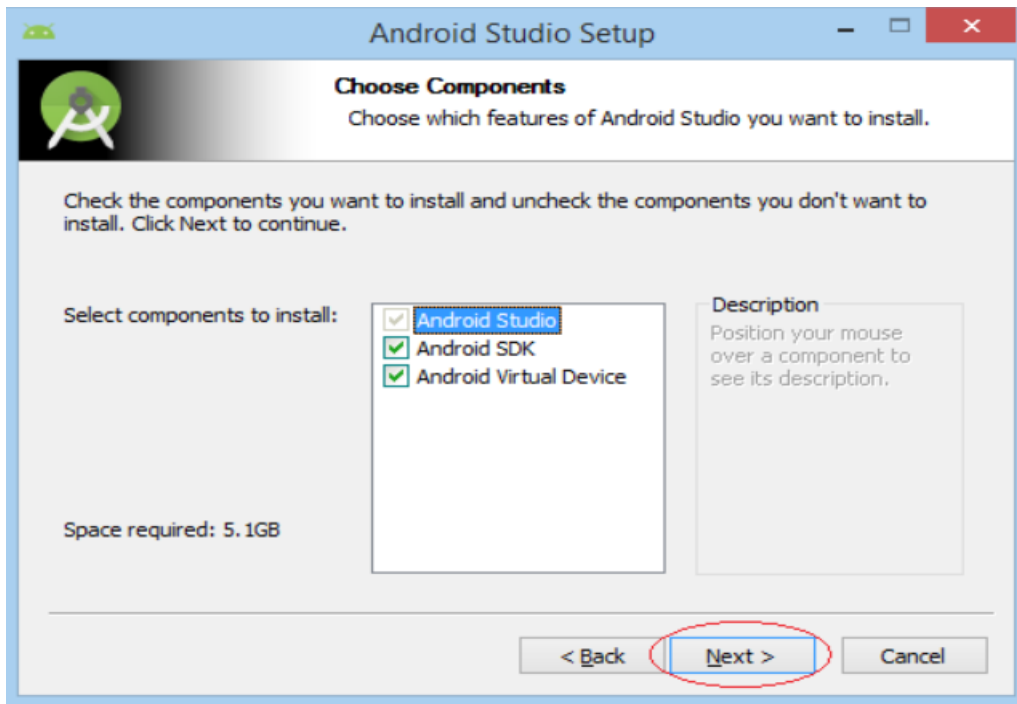 Android Studio Setup
Choose Components
Choose which features of Android Studio you want to install.
Check the components you want to install and uncheck the components you don't want to
install. Click Next to continue.
Select components to install:
Android Studio
Android SDK
Android Virtual Device
Description
Position your mouse
over a component to
see its description.
Space required: 5.1GB
< Back
Next >
Cancel